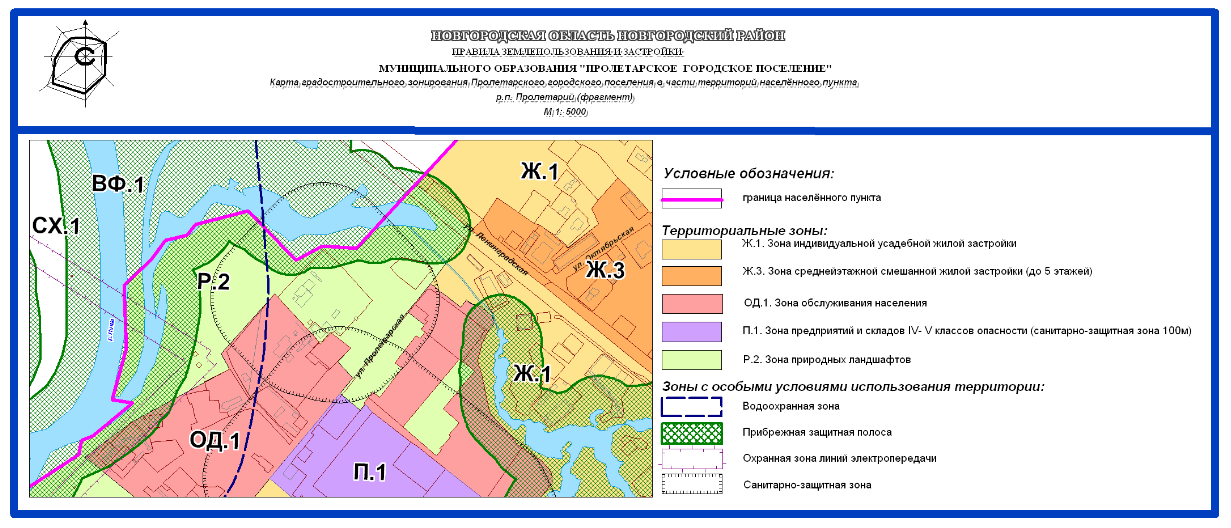 С
НОВГОРОДСКАЯ ОБЛАСТЬ НОВГОРОДСКИЙ РАЙОН
ПРАВИЛА ЗЕМЛЕПОЛЬЗОВАНИЯ И ЗАСТРОЙКИ
МУНИЦИПАЛЬНОГО ОБРАЗОВАНИЯ "ПРОЛЕТАРСКОЕ ГОРОДСКОЕ ПОСЕЛЕНИЕ"
Карта градостроительного зонирования Пролетарского городского поселения в части территорий населённого пункта
р.п. Пролетарий (фрагмент)
М 1: 5000
ВФ.1
СХ.1
Р.2
Ж.1
ул. Ленинградская
ул. Октябрьская
Ж.3
ул. Пролетарская
Ж.1
ОД.1
П.1
Условные обозначения:
граница населённого пункта
Территориальные зоны:
Ж.1. Зона индивидуальной усадебной жилой застройки
Ж.3. Зона среднейэтажной смешанной жилой застройки (до 5 этажей)
ОД.1. Зона обслуживания населения
П.1. Зона предприятий и складов IV- V классов опасности (санитарно-защитная зона 100м)
Р.2. Зона природных ландшафтов
Зоны с особыми условиями использования территории:
Водоохранная зона
Прибрежная защитная полоса
Охранная зона линий электропередачи
Санитарно-защитная зона